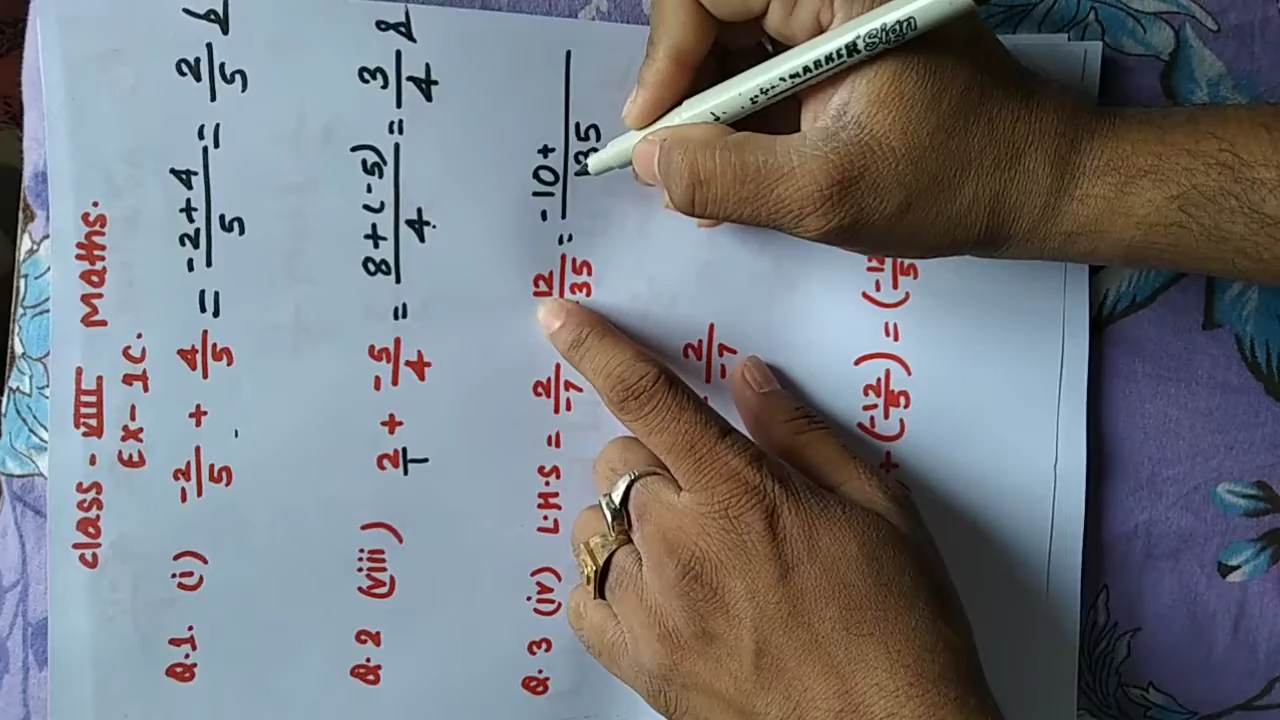 Class - VIII Maths.
Ex - 1C.
Q.1. (i) -2/5 + 4/5 = -2+4/5 = 2/5
Q.2 (viii) 2/1 + -5/4 = 8+(-5)/4 = 3/4
Q.3 (iv) L.H.S = 2/-7 12/35 = -10+/35
2/-7
+ (-12/5) = (-12/5
MARKER Sign